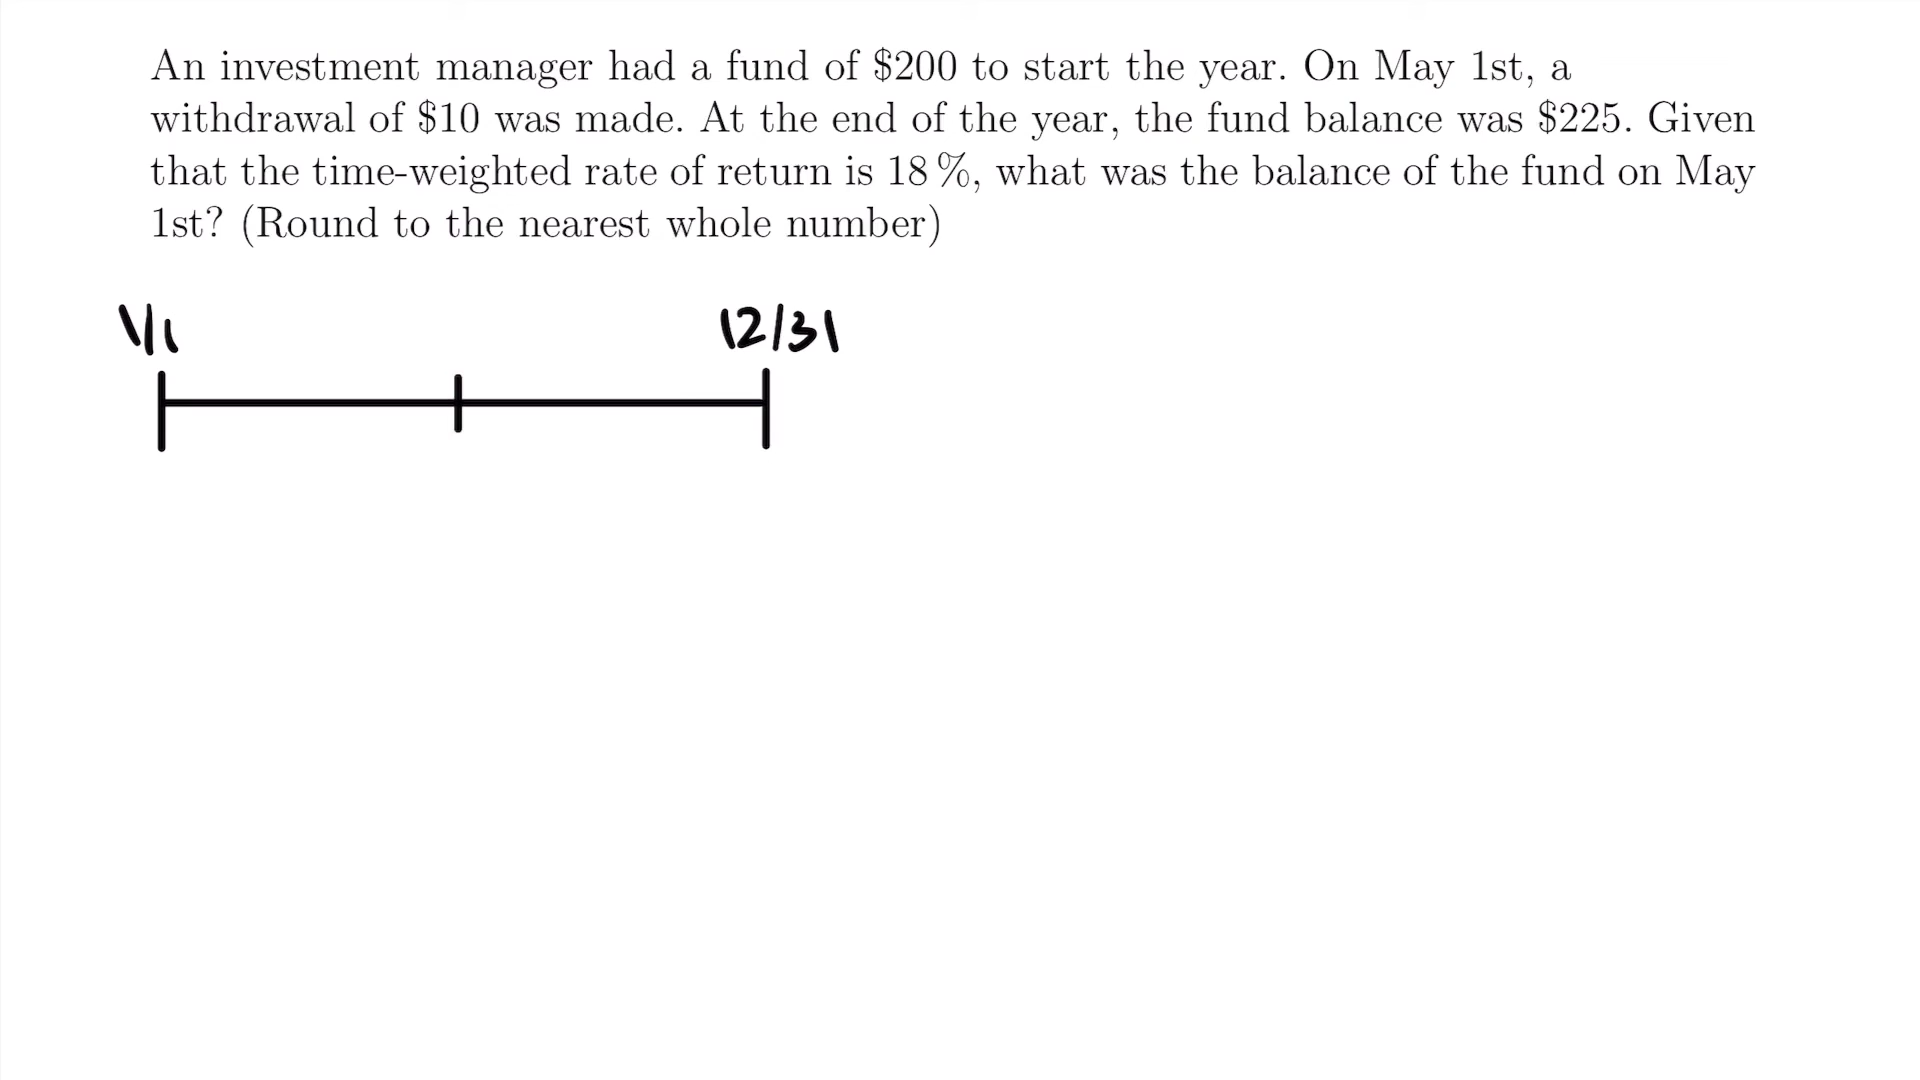 An investment manager had a fund of $200 to start the year. On May 1st, a
withdrawal of $10 was made. At the end of the year, the fund balance was $225. Given
that the time-weighted rate of return is 18 %, what was the balance of the fund on May
1st? (Round to the nearest whole number)
1/1 12/31